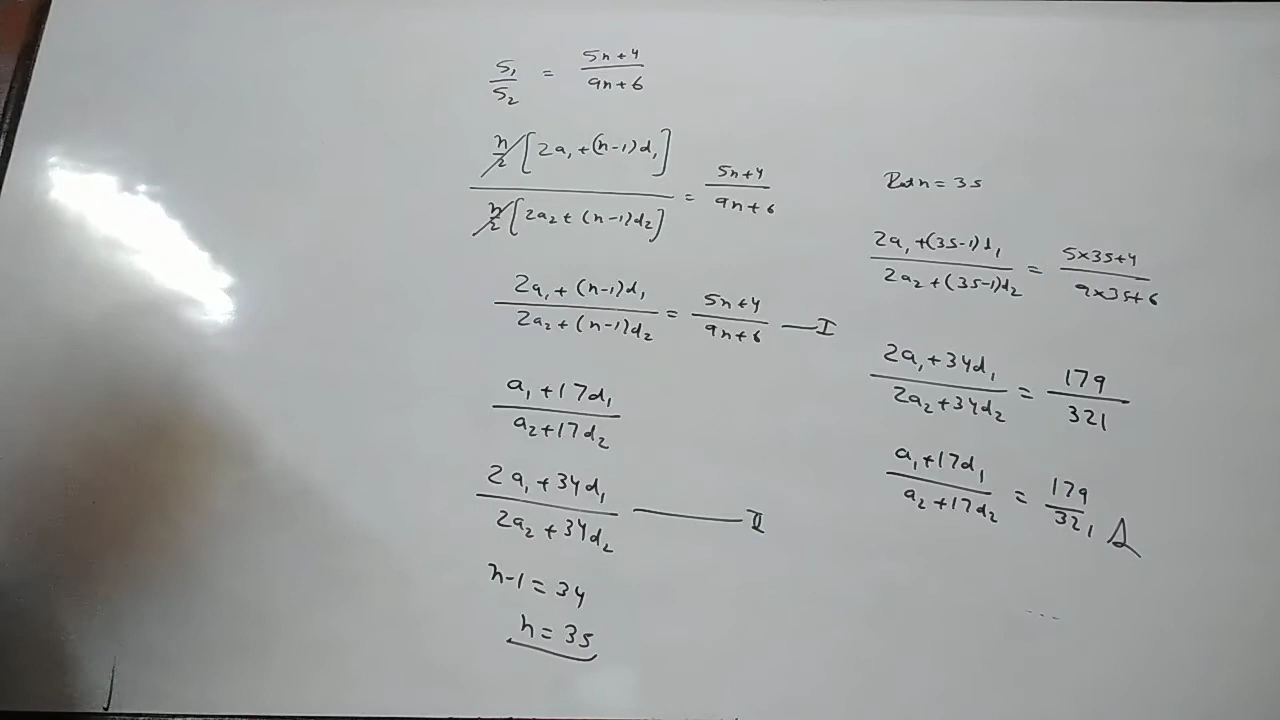 S₁/S₂ = 5n+4/9n+6
n/2[2a₁+(n-1)d₁] / n/2[2a₂+(n-1)d₂] = 5n+4/9n+6
2a₁+(n-1)d₁/2a₂+(n-1)d₂ = 5n+4/9n+6 — I
a₁+17d₁/a₂+17d₂
2a₁+34d₁/2a₂+34d₂ — II
n-1=34
n=35
n=35
2a₁+(35-1)d₁/2a₂+(35-1)d₂ = 5×35+4/9×35+6
2a₁+34d₁/2a₂+34d₂ = 179/321
a₁+17d₁/a₂+17d₂ = 179/321